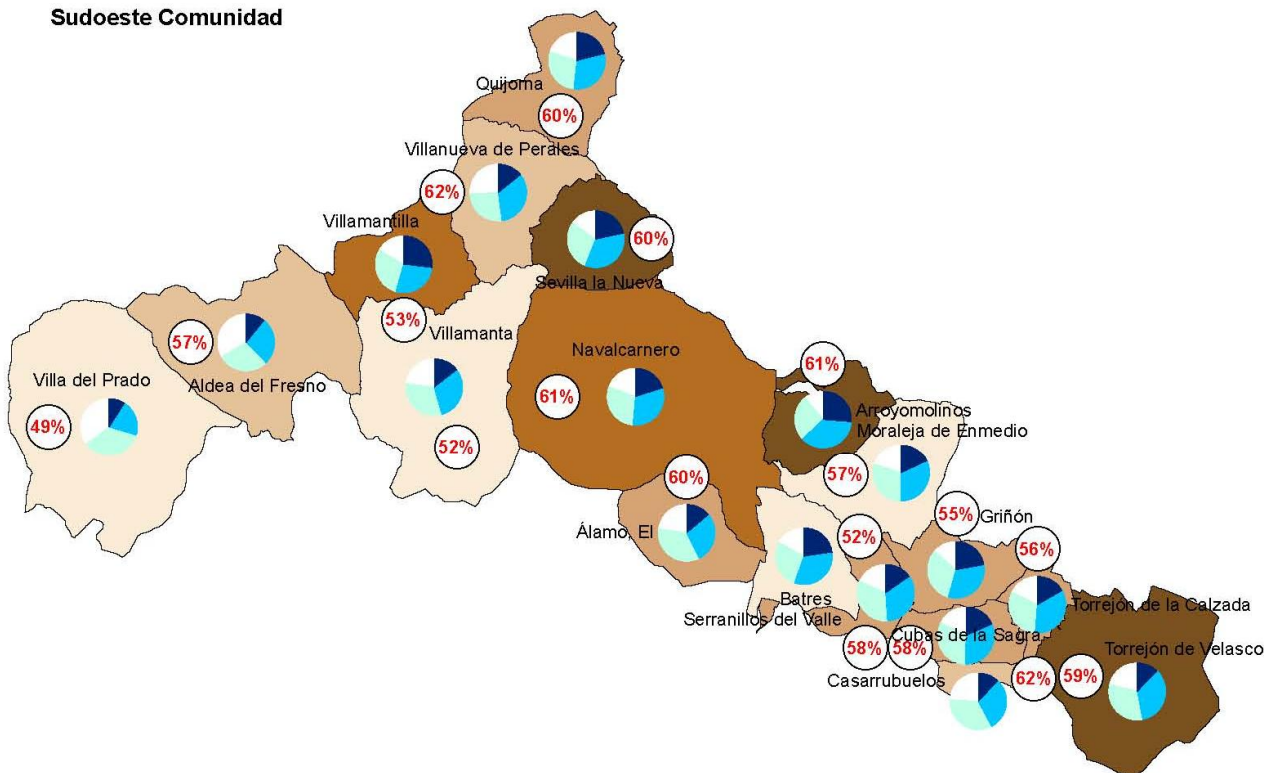 Sudoeste Comunidad
Quijorna
60%
Villanueva de Perales
62%
Villamantilla
60%
Sevilla la Nueva
53%
Villamanta
57%
Aldea del Fresno
Navalcarnero
61%
61%
Villa del Prado
49%
Arroyomolinos
Moraleja de Enmedio
52%
57%
60%
Álamo, El
52%
55%
Griñón
56%
Batres
Serranillos del Valle
Torrejón de la Calzada
Cubas de la Sagra
58%
58%
Torrejón de Velasco
Casarrubuelos
62%
59%